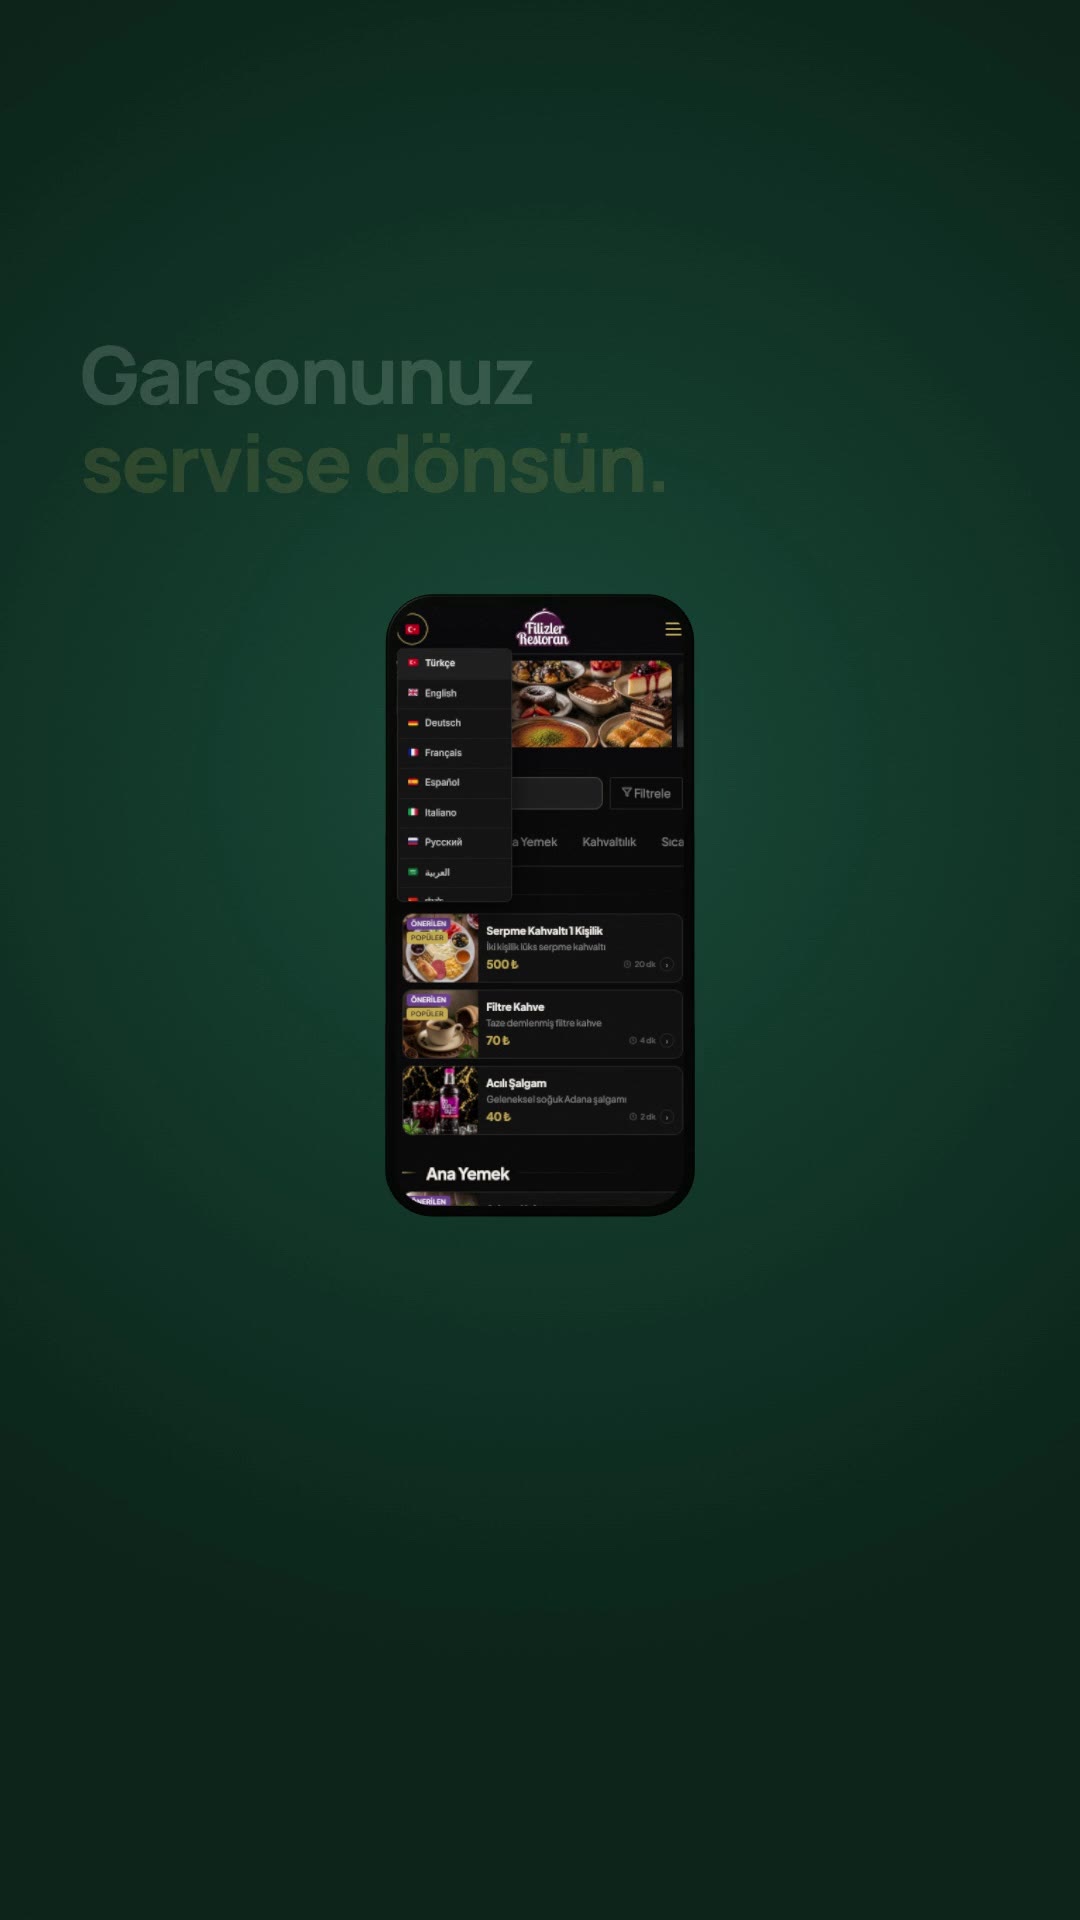 Garsonunuz
servise dönsün.
Filizler
Restoran
Türkçe
English
Deutsch
Français
Español
Italiano
Русский
العربية
Filtrele
a Yemek
Kahvaltılık
Sıca
ÖNERİLEN
POPÜLER
Serpme Kahvaltı 1 Kişilik
İki kişilik lüks serpme kahvaltı
500 ₺
20 dk
ÖNERİLEN
POPÜLER
Filtre Kahve
Taze demlenmiş filtre kahve
70 ₺
4 dk
Acılı Şalgam
Geleneksel soğuk Adana şalgamı
40 ₺
2 dk
Ana Yemek
ÖNERİLEN